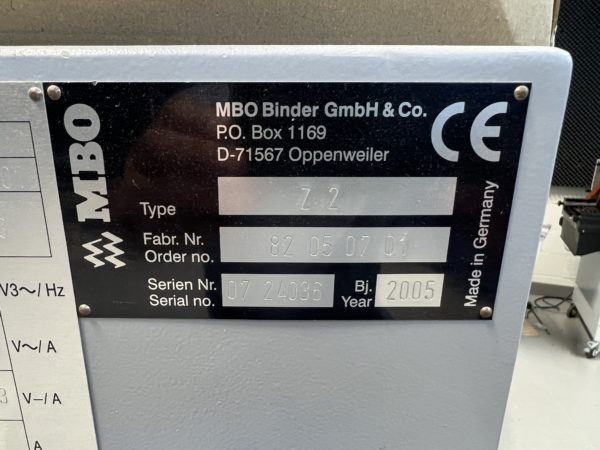 MBO
MBO Binder GmbH & Co.
P.O. Box 1169
D-71567 Oppenweiler
CE
Type Z 2
Fabr. Nr.
Order no. 82 05 07 01
Serien Nr.
Serial no. 07 24036
Bj.
Year 2005
Made in Germany
V3~/ Hz
V~/ A
3 V-/ A
A